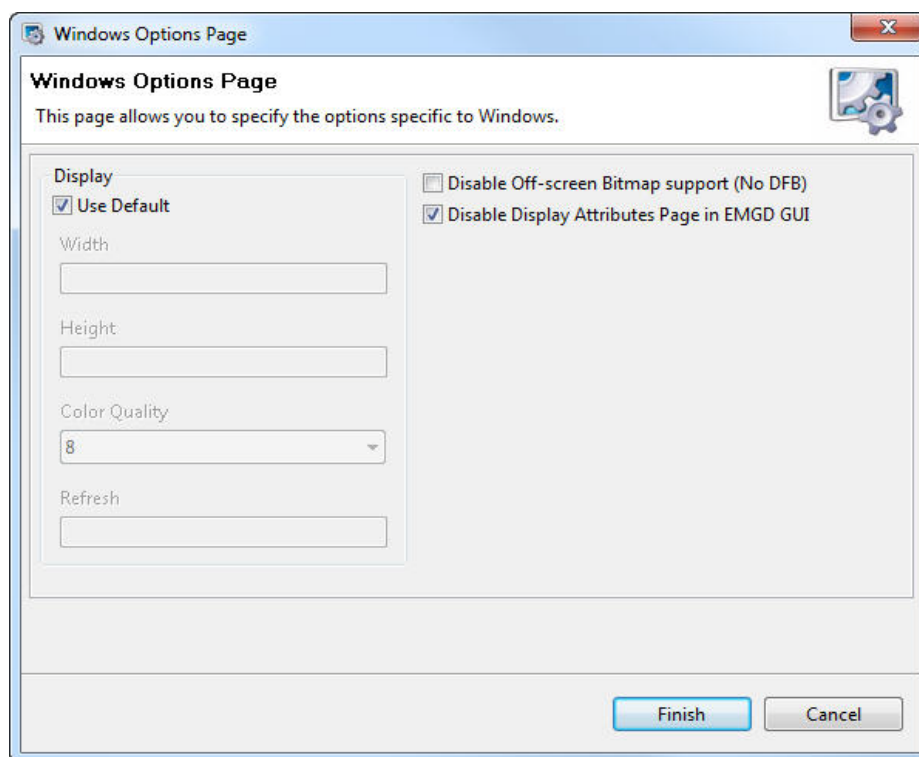 Windows Options Page
Windows Options Page
This page allows you to specify the options specific to Windows.
Display
Use Default
Width
Height
Color Quality
8
Refresh
Disable Off-screen Bitmap support (No DFB)
Disable Display Attributes Page in EMGD GUI
Finish
Cancel